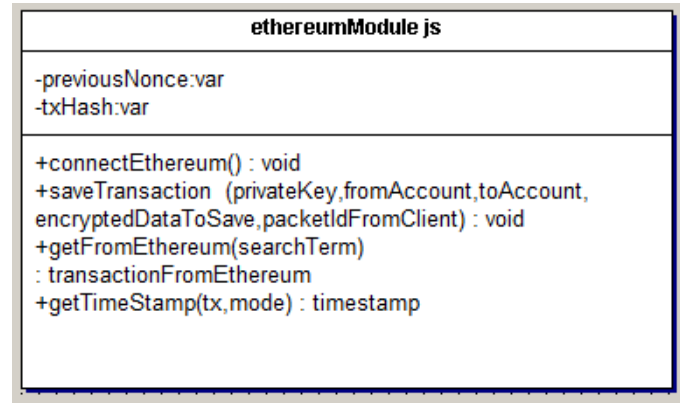 ethereumModule js
-previousNonce:var
-txHash:var
+connectEthereum() : void
+saveTransaction (privateKey,fromAccount,toAccount,
encryptedDataToSave,packetIdFromClient) : void
+getFromEthereum(searchTerm)
: transactionFromEthereum
+getTimeStamp(tx,mode) : timestamp